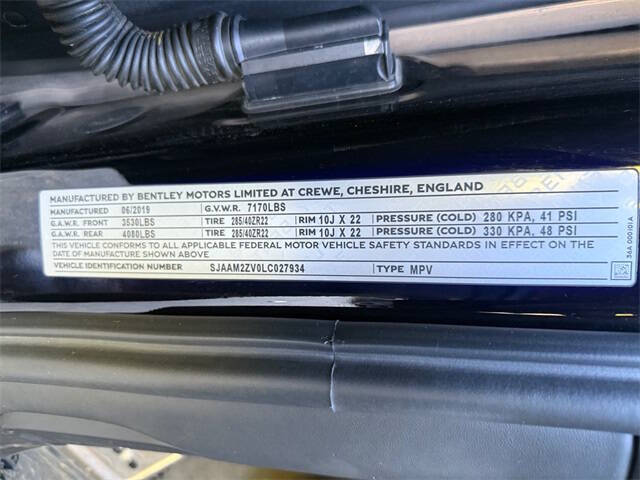 MANUFACTURED BY BENTLEY MOTORS LIMITED AT CREWE, CHESHIRE, ENGLAND
MANUFACTURED 06/2019 G.V.W.R. 7170LBS
G.A.W.R. FRONT 3530LBS TIRE 285/40ZR22 RIM 10J X 22 PRESSURE (COLD) 280 KPA, 41 PSI
G.A.W.R. REAR 4080LBS TIRE 285/40ZR22 RIM 10J X 22 PRESSURE (COLD) 330 KPA, 48 PSI
THIS VEHICLE CONFORMS TO ALL APPLICABLE FEDERAL MOTOR VEHICLE SAFETY STANDARDS IN EFFECT ON THE
DATE OF MANUFACTURE SHOWN ABOVE
VEHICLE IDENTIFICATION NUMBER SJAAM2ZV0LC027934 TYPE MPV
36A 000101A